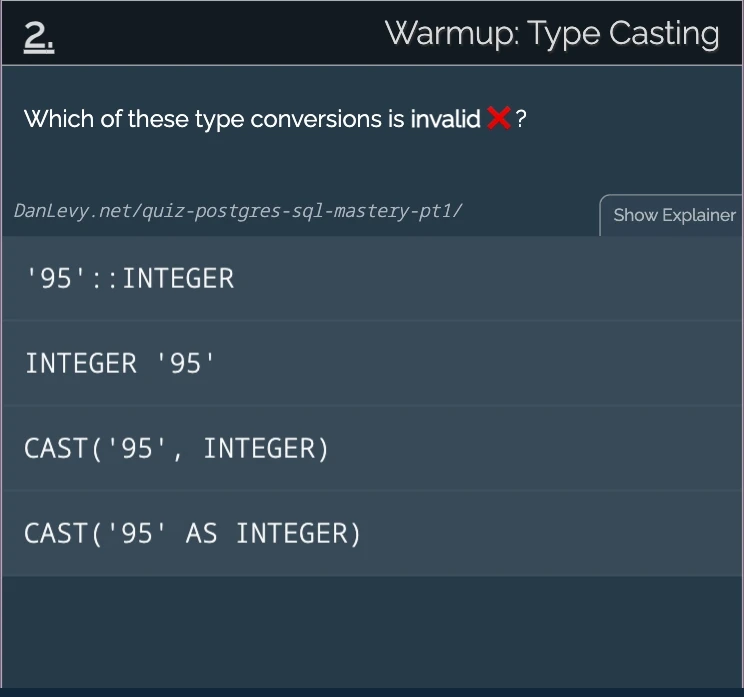 2.
Warmup: Type Casting
Which of these type conversions is invalid ❌ ?
DanLevy.net/quiz-postgres-sql-mastery-pt1/
Show Explainer
'95'::INTEGER
INTEGER '95'
CAST('95', INTEGER)
CAST('95' AS INTEGER)